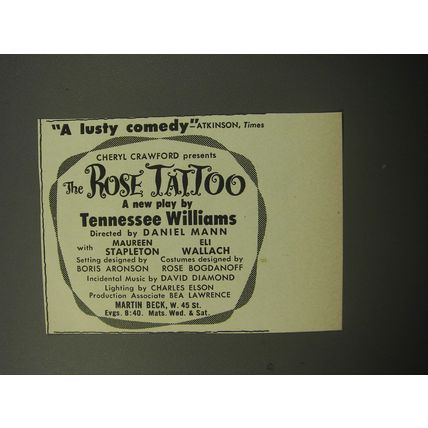 "A lusty comedy"—ATKINSON, Times
CHERYL CRAWFORD presents
The ROSE TATTOO
A new play by
Tennessee Williams
Directed by DANIEL MANN
with MAUREEN STAPLETON ELI WALLACH
Setting designed by Costumes designed by
BORIS ARONSON ROSE BOGDANOFF
Incidental Music by DAVID DIAMOND
Lighting by CHARLES ELSON
Production Associate BEA LAWRENCE
MARTIN BECK, W. 45 St.
Evgs. 8:40. Mats. Wed. & Sat.